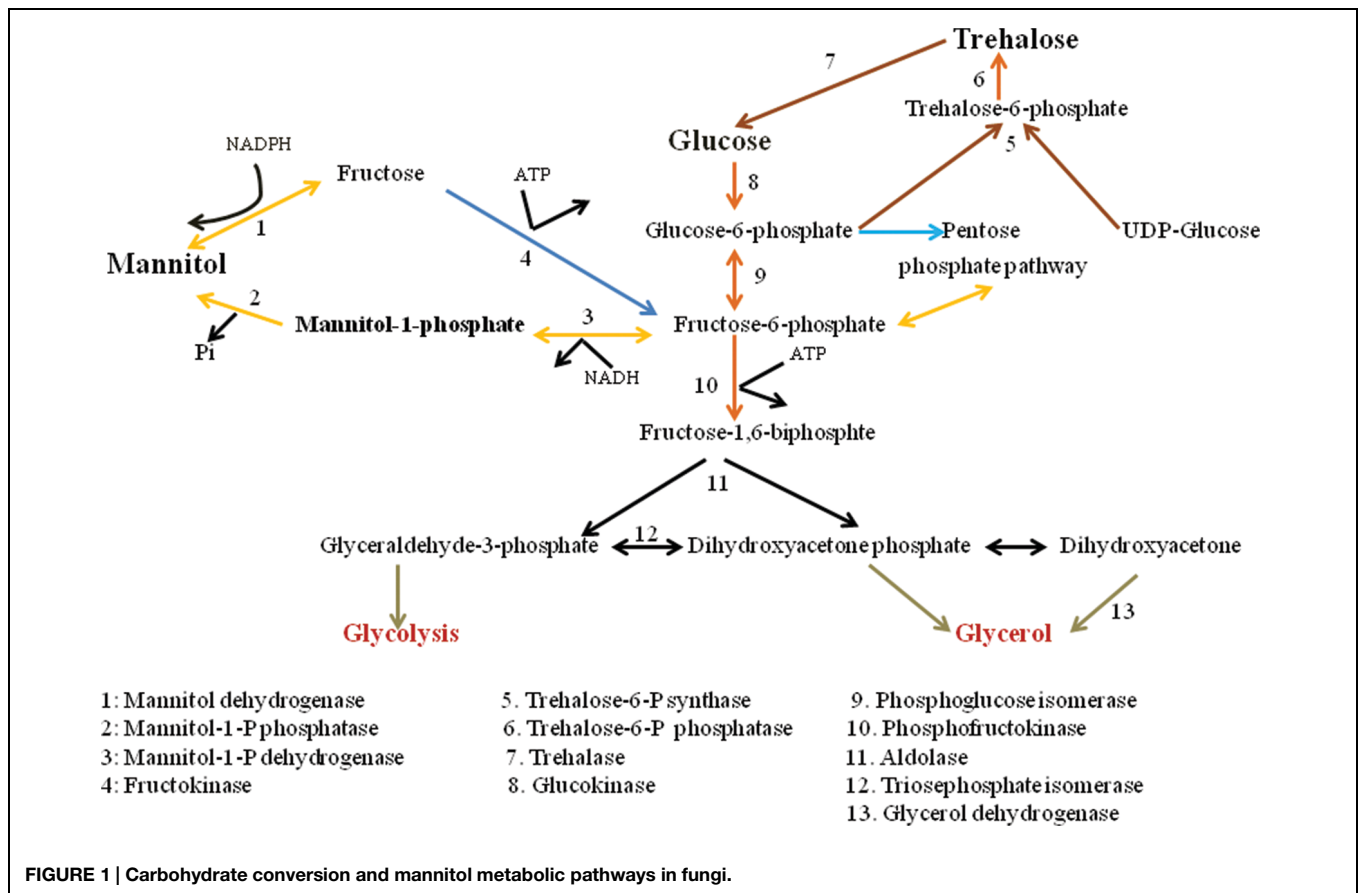 Trehalose
7
6
Trehalose-6-phosphate
NADPH
Glucose
5
Fructose
ATP
8
1
Glucose-6-phosphate
Pentose
UDP-Glucose
Mannitol
4
phosphate pathway
9
2
Mannitol-1-phosphate
3
Fructose-6-phosphate
Pi
NADH
ATP
10
Fructose-1,6-biphosphte
11
Glyceraldehyde-3-phosphate
12
Dihydroxyacetone phosphate
Dihydroxyacetone
13
Glycolysis
Glycerol
1: Mannitol dehydrogenase
2: Mannitol-1-P phosphatase
3: Mannitol-1-P dehydrogenase
4: Fructokinase
5. Trehalose-6-P synthase
6. Trehalose-6-P phosphatase
7. Trehalase
8. Glucokinase
9. Phosphoglucose isomerase
10. Phosphofructokinase
11. Aldolase
12. Triosephosphate isomerase
13. Glycerol dehydrogenase
FIGURE 1 | Carbohydrate conversion and mannitol metabolic pathways in fungi.